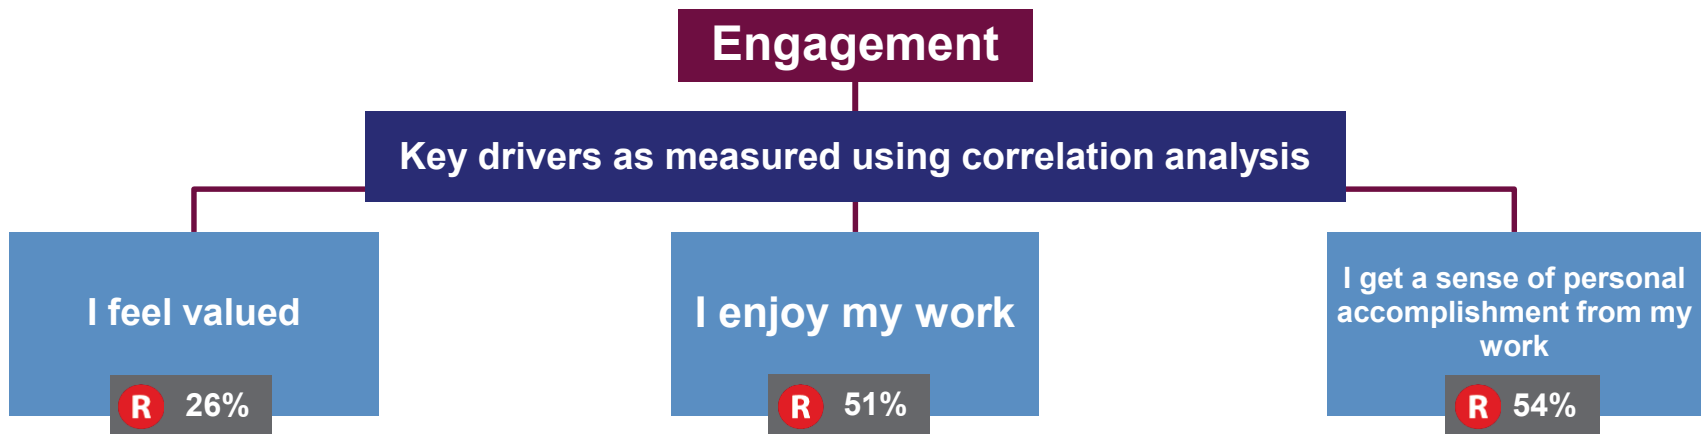 Engagement
Key drivers as measured using correlation analysis
I feel valued
R 26%
I enjoy my work
R 51%
I get a sense of personal
accomplishment from my
work
R 54%